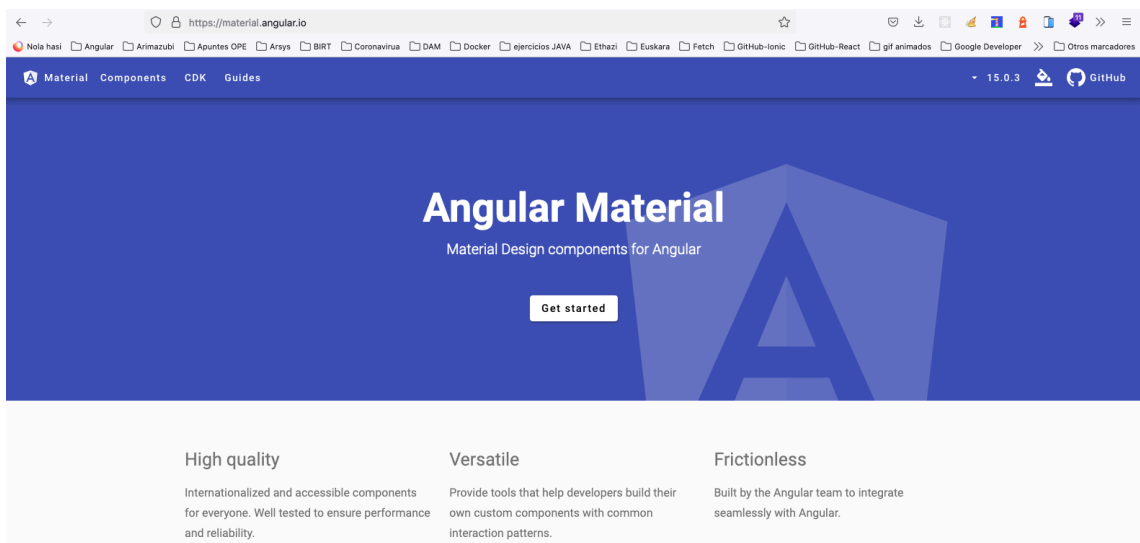 https://material.angular.io
11
Nola hasi Angular Arimazubi Apuntes OPE Arsys BIRT Coronavirua DAM Docker ejercicios JAVA Ethazi Euskara Fetch GitHub-Ionic GitHub-React gif animados Google Developer Otros marcadores
Material Components CDK Guides 15.0.3 GitHub
Angular Material
Material Design components for Angular
Get started
High quality Versatile Frictionless
Internationalized and accessible components Provide tools that help developers build their Built by the Angular team to integrate
for everyone. Well tested to ensure performance own custom components with common seamlessly with Angular.
and reliability. interaction patterns.